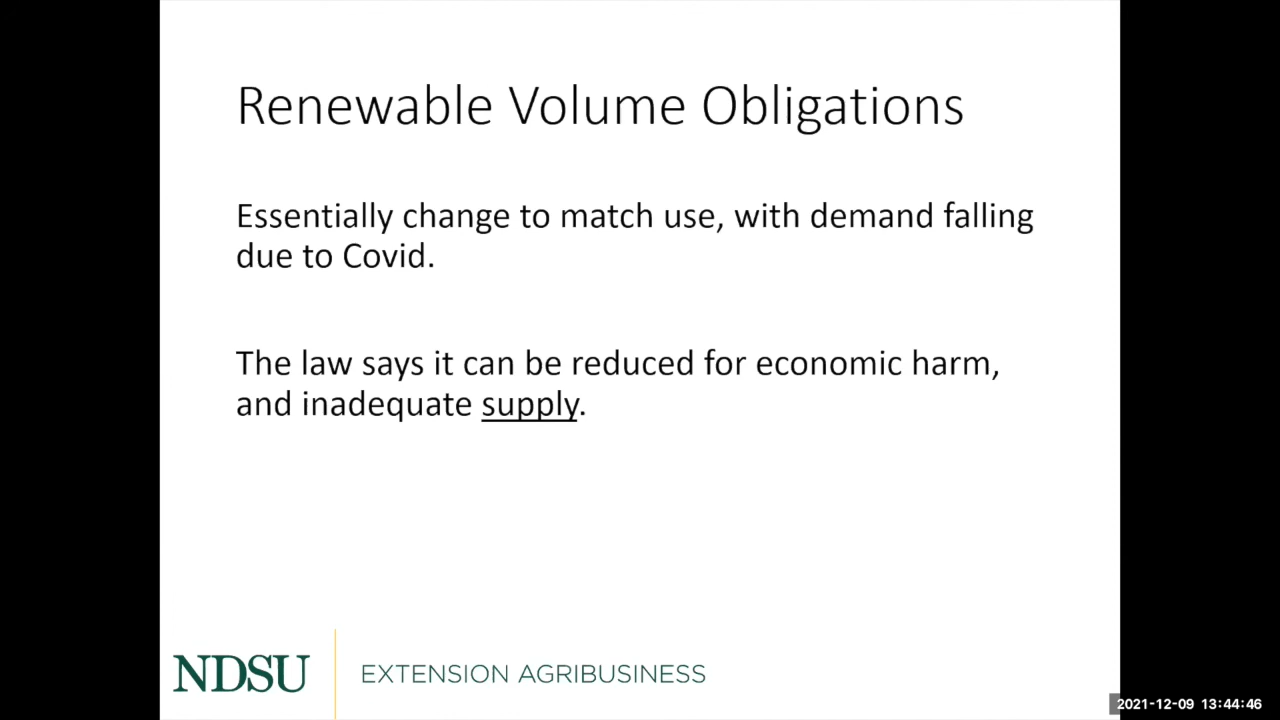 Renewable Volume Obligations
Essentially change to match use, with demand falling
due to Covid.
The law says it can be reduced for economic harm,
and inadequate supply.
NDSU
EXTENSION AGRIBUSINESS
2021-12-09 13:44:46